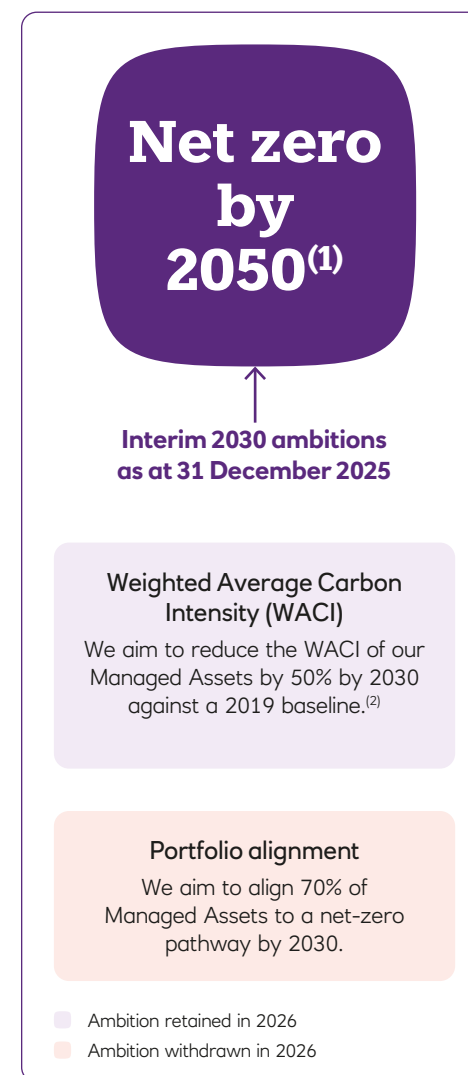 Net zero
by
2050(1)
Interim 2030 ambitions
as at 31 December 2025
Weighted Average Carbon
Intensity (WACI)
We aim to reduce the WACI of our
Managed Assets by 50% by 2030
against a 2019 baseline.(2)
Portfolio alignment
We aim to align 70% of
Managed Assets to a net-zero
pathway by 2030.
Ambition retained in 2026
Ambition withdrawn in 2026